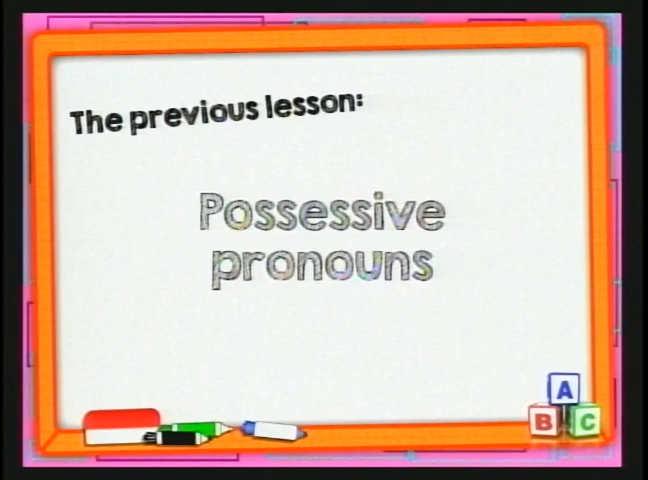 The previous lesson:
Possessive
pronouns
A
B C